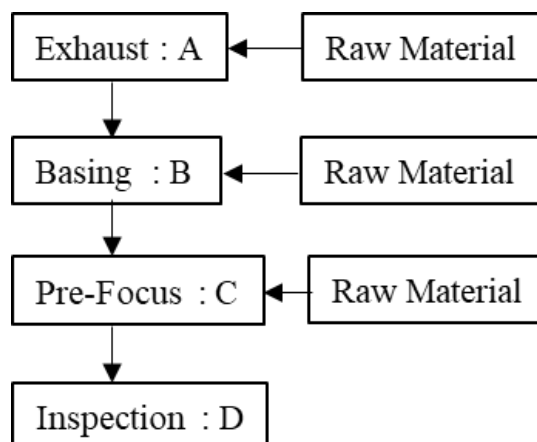 Exhaust : A
Raw Material
Basing : B
Raw Material
Pre-Focus : C
Raw Material
Inspection : D